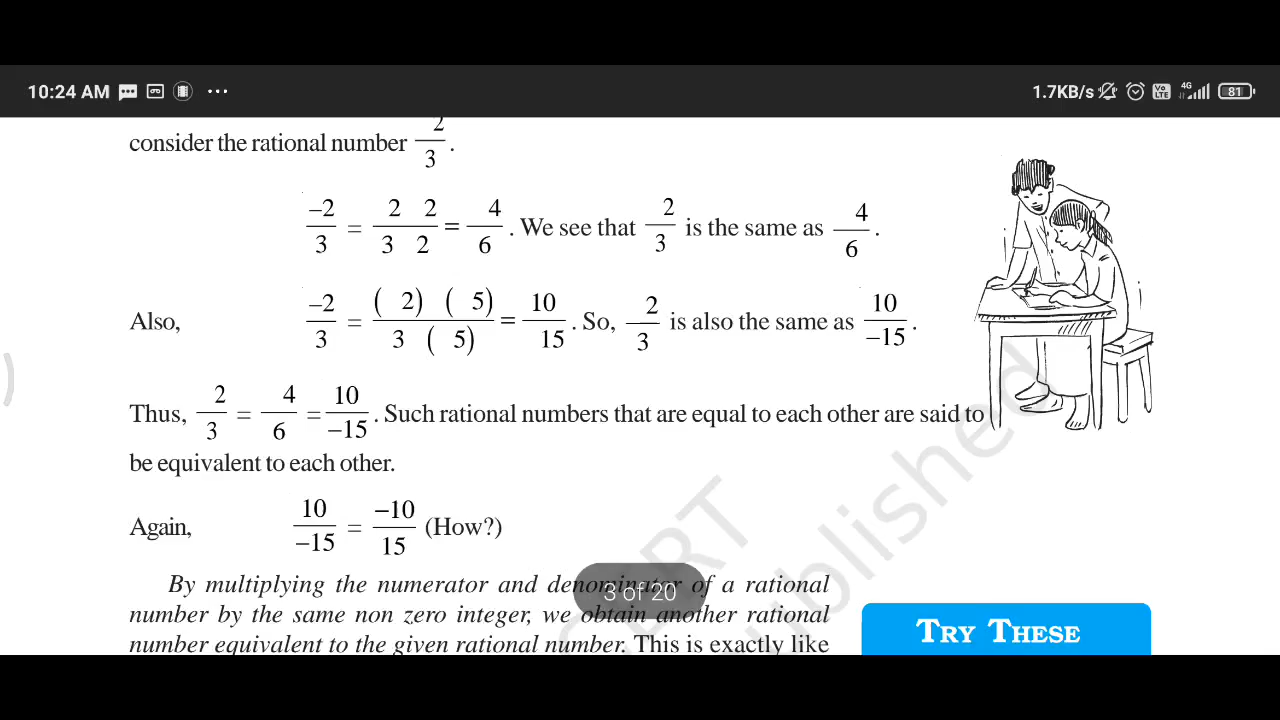 10:24 AM ... 1.7KB/s Vo LTE 4G 81
consider the rational number 2/3.
–2/3 = 2 2/3 2 = 4/6. We see that 2/3 is the same as 4/6.
Also, –2/3 = ( 2) ( 5)/3 ( 5) = 10/15. So, 2/3 is also the same as 10/–15.
Thus, 2/3 = 4/6 = 10/–15. Such rational numbers that are equal to each other are said to
be equivalent to each other.
Again, 10/–15 = –10/15 (How?)
By multiplying the numerator and denominator of a rational
3 of 20
number by the same non zero integer, we obtain another rational
number equivalent to the given rational number. This is exactly like
TRY THESE